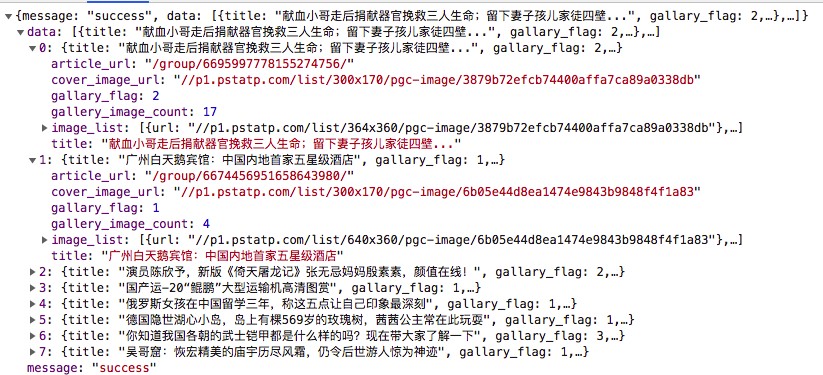 {message: "success", data: [{title: "献血小哥走后捐献器官挽救三人生命；留下妻子孩儿家徒四壁...", gallary_flag: 2,…},…]}
data: [{title: "献血小哥走后捐献器官挽救三人生命；留下妻子孩儿家徒四壁...", gallary_flag: 2,…},…]
0: {title: "献血小哥走后捐献器官挽救三人生命；留下妻子孩儿家徒四壁...", gallary_flag: 2,…}
article_url: "/group/6695997778155274756/"
cover_image_url: "//p1.pstatp.com/list/300x170/pgc-image/3879b72efcb74400affa7ca89a0338db"
gallary_flag: 2
gallery_image_count: 17
image_list: [{url: "//p1.pstatp.com/list/364x360/pgc-image/3879b72efcb74400affa7ca89a0338db"},…]
title: "献血小哥走后捐献器官挽救三人生命；留下妻子孩儿家徒四壁..."
1: {title: "广州白天鹅宾馆：中国内地首家五星级酒店", gallary_flag: 1,…}
article_url: "/group/6674456951658643980/"
cover_image_url: "//p1.pstatp.com/list/300x170/pgc-image/6b05e44d8ea1474e9843b9848f4f1a83"
gallary_flag: 1
gallery_image_count: 4
image_list: [{url: "//p1.pstatp.com/list/640x360/pgc-image/6b05e44d8ea1474e9843b9848f4f1a83"},…]
title: "广州白天鹅宾馆：中国内地首家五星级酒店"
2: {title: "演员陈欣予，新版《倚天屠龙记》张无忌妈妈殷素素，颜值在线！", gallary_flag: 2,…}
3: {title: "国产运-20“鲲鹏”大型运输机高清图赏", gallary_flag: 1,…}
4: {title: "俄罗斯女孩在中国留学三年，称这五点让自己印象最深刻", gallary_flag: 1,…}
5: {title: "德国隐世湖心小岛，岛上有棵569岁的玫瑰树，茜茜公主常在此玩耍", gallary_flag: 1,…}
6: {title: "你知道我国各朝的武士铠甲都是什么样的吗？现在带大家了解一下", gallary_flag: 3,…}
7: {title: "吴哥窟：恢宏精美的庙宇历尽风霜，仍令后世游人惊为神迹", gallary_flag: 1,…}
message: "success"